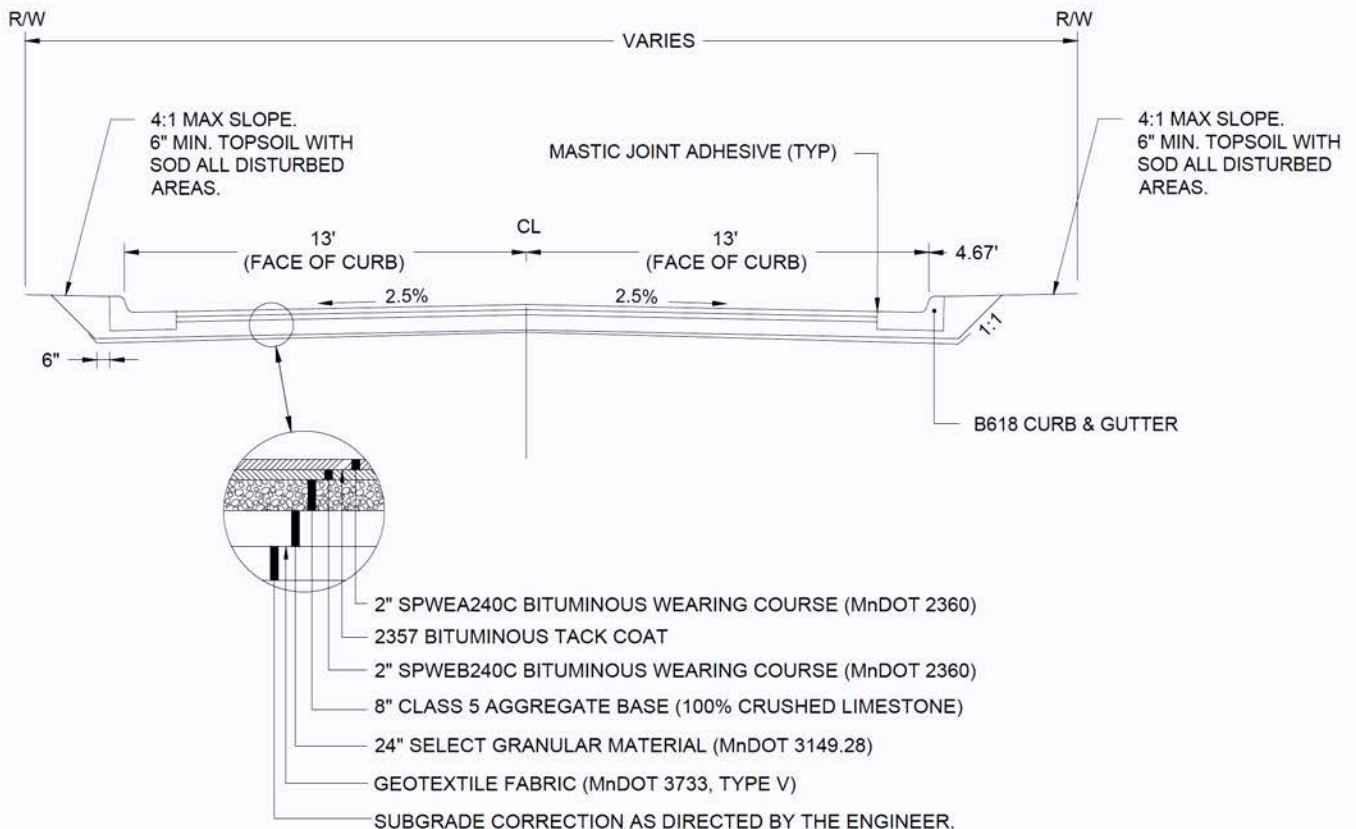 R/W
R/W
VARIES
4:1 MAX SLOPE.
6" MIN. TOPSOIL WITH
SOD ALL DISTURBED
AREAS.
4:1 MAX SLOPE.
6" MIN. TOPSOIL WITH
SOD ALL DISTURBED
AREAS.
MASTIC JOINT ADHESIVE (TYP)
CL
13'
(FACE OF CURB)
13'
(FACE OF CURB)
4.67'
2.5%
2.5%
1:1
6"
B618 CURB & GUTTER
2" SPWEA240C BITUMINOUS WEARING COURSE (MnDOT 2360)
2357 BITUMINOUS TACK COAT
2" SPWEB240C BITUMINOUS WEARING COURSE (MnDOT 2360)
8" CLASS 5 AGGREGATE BASE (100% CRUSHED LIMESTONE)
24" SELECT GRANULAR MATERIAL (MnDOT 3149.28)
GEOTEXTILE FABRIC (MnDOT 3733, TYPE V)
SUBGRADE CORRECTION AS DIRECTED BY THE ENGINEER.